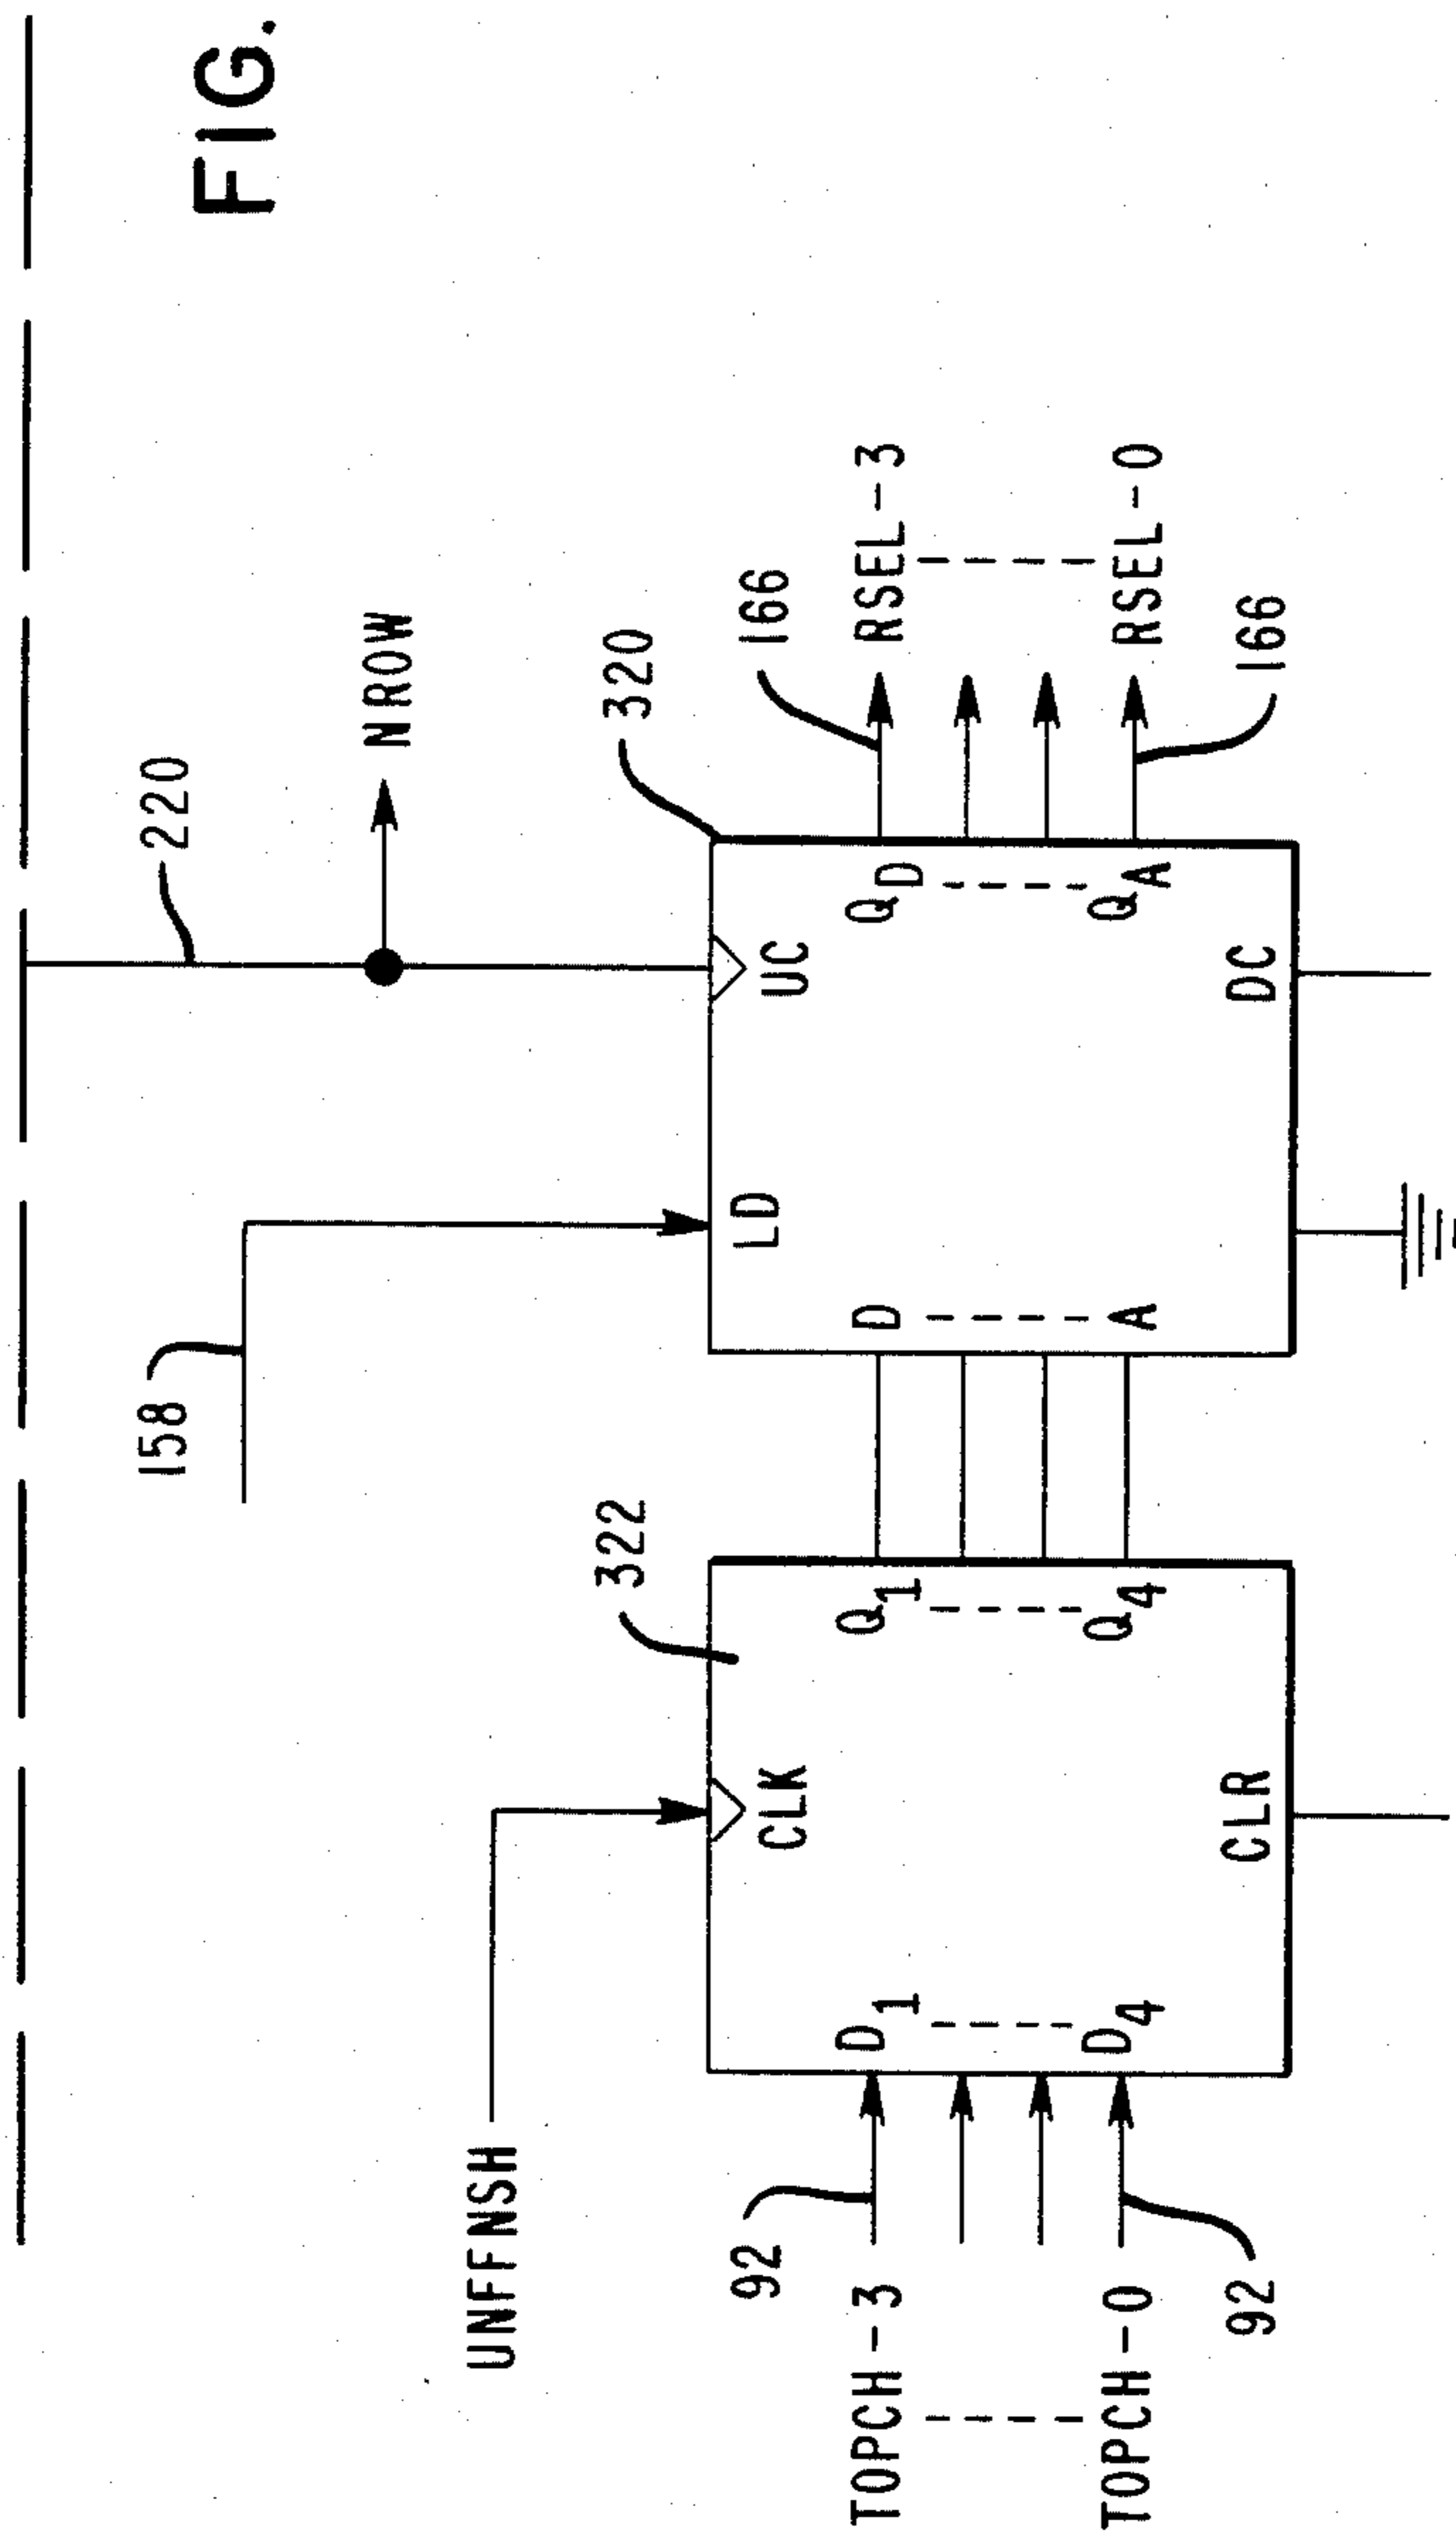 FIG.
220
NROW
158
UNFFNSH
322
320
166
CLK
LD
UC
92
TOPCH-3
D1
Q1
D
QD
RSEL-3
TOPCH-0
D4
Q4
A
QA
RSEL-0
92
CLR
DC
166